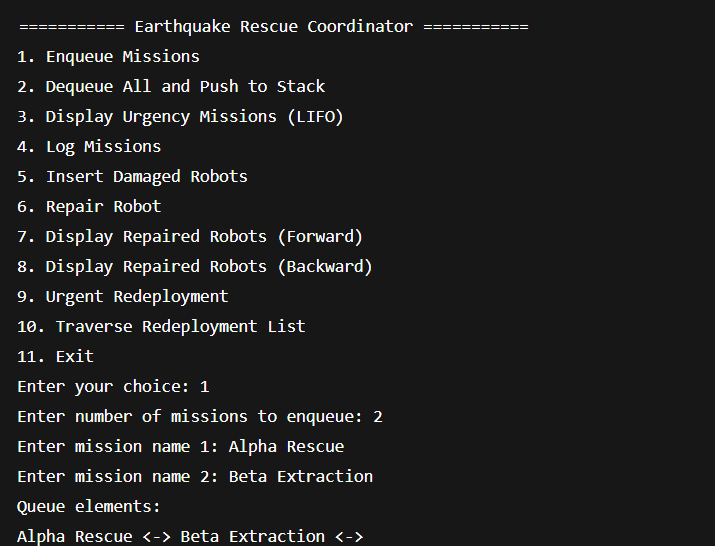 =========== Earthquake Rescue Coordinator ===========
1. Enqueue Missions
2. Dequeue All and Push to Stack
3. Display Urgency Missions (LIFO)
4. Log Missions
5. Insert Damaged Robots
6. Repair Robot
7. Display Repaired Robots (Forward)
8. Display Repaired Robots (Backward)
9. Urgent Redeployment
10. Traverse Redeployment List
11. Exit
Enter your choice: 1
Enter number of missions to enqueue: 2
Enter mission name 1: Alpha Rescue
Enter mission name 2: Beta Extraction
Queue elements:
Alpha Rescue <-> Beta Extraction <->